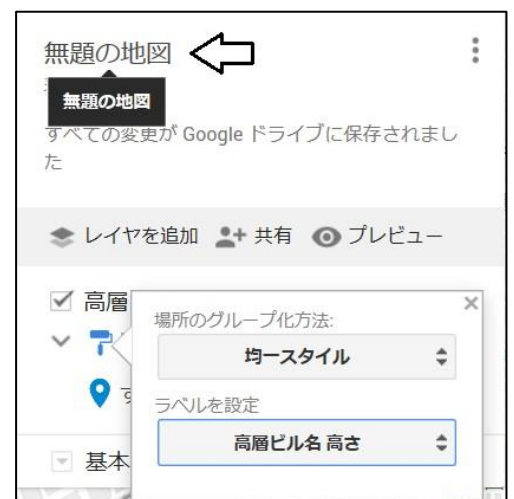 無題の地図
無題の地図
すべての変更が Google ドライブに保存されまし
た
レイヤを追加 共有 プレビュー
高層
場所のグループ化方法:
均一スタイル
ラベルを設定
高層ビル名 高さ
基本